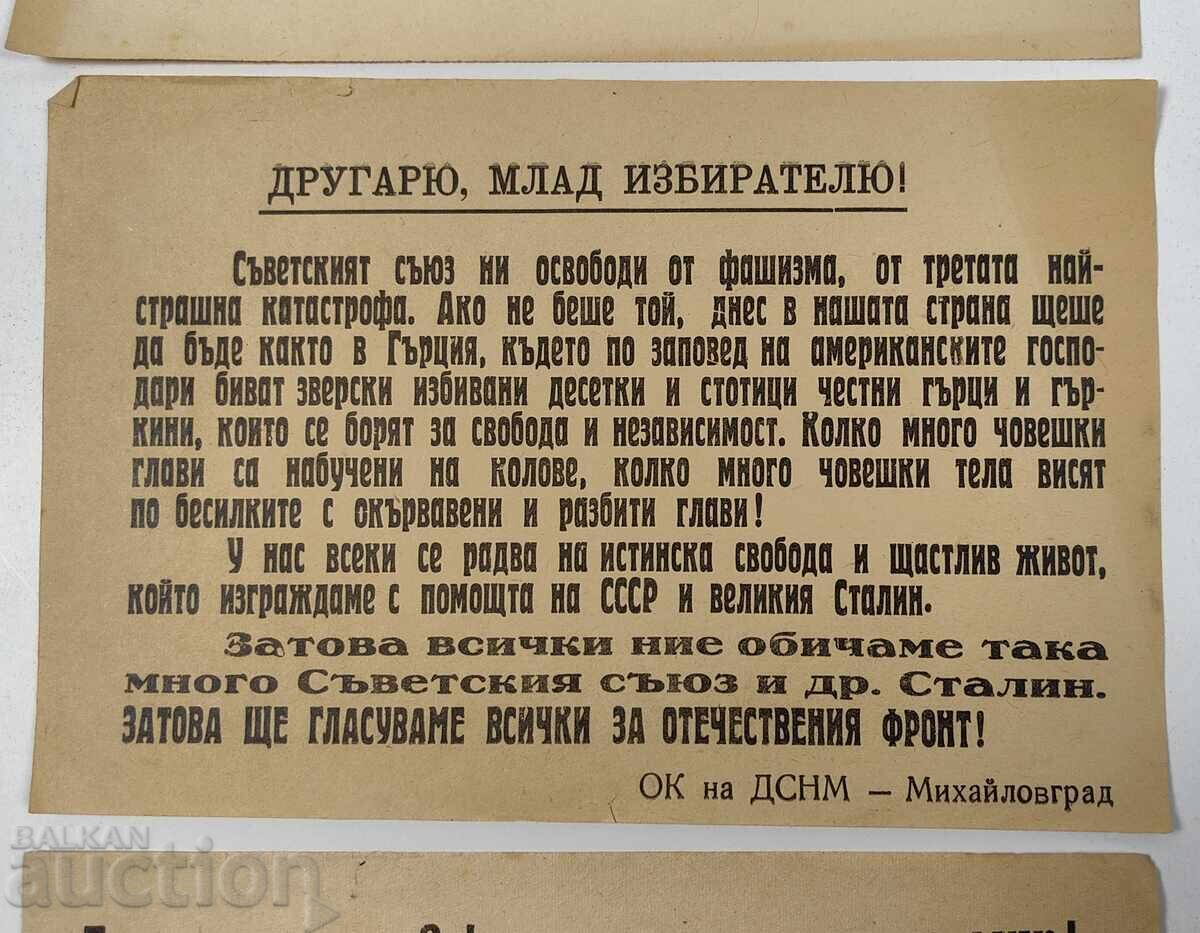 ДРУГАРЮ, МЛАД ИЗБИРАТЕЛЮ!
Съветският съюз ни освободи от фашизма, от третата най-
страшна катастрофа. Ако не беше той, днес в нашата страна щеше
да бъде както в Гърция, където по заповед на американските госпо-
дари биват зверски избивани десетки и стотици честни гърци и гър-
кини, които се борят за свобода и независимост. Колко много човешки
глави са набучени на колове, колко много човешки тела висят
по бесилките с окървавени и разбити глави!
У нас всеки се радва на истинска свобода и щастлив живот,
който изграждаме с помощта на СССР и великия Сталин.
Затова всички ние обичаме така
много Съветския съюз и др. Сталин.
ЗАТОВА ЩЕ ГЛАСУВАМЕ ВСИЧКИ ЗА ОТЕЧЕСТВЕНИЯ ФРОНТ!
ОК на ДСНМ — Михайловград
BALKAN
auction